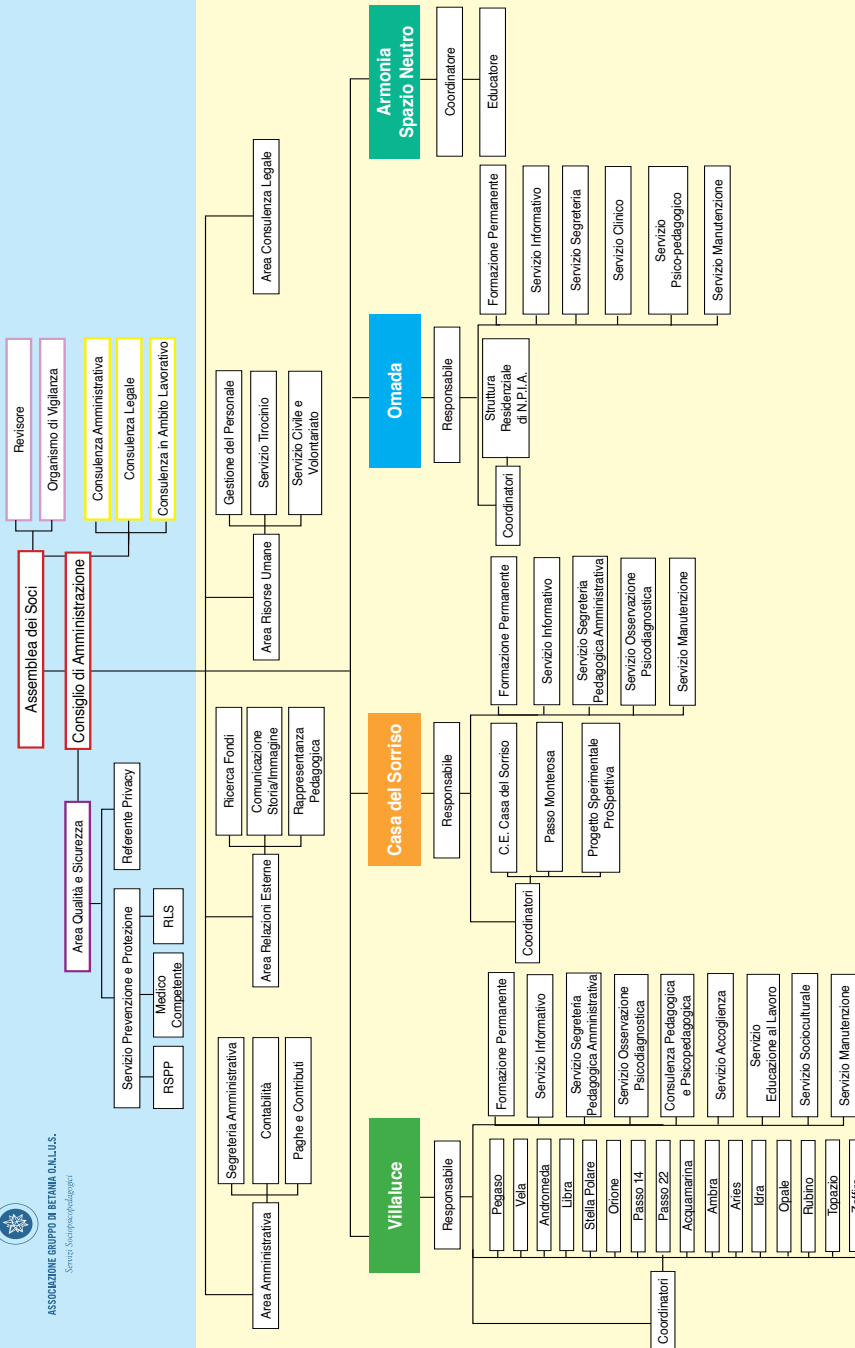 ASSOCIAZIONE GRUPPO DI BETANIA O.N.L.U.S.
Servizi Sociopsicopedagogici
Assemblea dei Soci
Revisore
Organismo di Vigilanza
Consiglio di Amministrazione
Consulenza Amministrativa
Consulenza Legale
Consulenza in Ambito Lavorativo
Area Qualità e Sicurezza
Servizio Prevenzione e Protezione
Referente Privacy
RSPP
Medico
Competente
RLS
Area Amministrativa
Segreteria Amministrativa
Contabilità
Paghe e Contributi
Area Relazioni Esterne
Ricerca Fondi
Comunicazione
Storia/Immagine
Rappresentanza
Pedagogica
Area Risorse Umane
Gestione del Personale
Servizio Tirocinio
Servizio Civile e
Volontariato
Area Consulenza Legale
Villaluce
Responsabile
Coordinatori
Pegaso
Vela
Andromeda
Libra
Stella Polare
Orione
Passo 14
Passo 22
Acquamarina
Ambra
Aries
Idra
Opale
Rubino
Topazio
Formazione Permanente
Servizio Informativo
Servizio Segreteria
Pedagogica Amministrativa
Servizio Osservazione
Psicodiagnostica
Consulenza Pedagogica
e Psicopedagogica
Servizio Accoglienza
Servizio
Educazione al Lavoro
Servizio Socioculturale
Servizio Manutenzione
Casa del Sorriso
Responsabile
Coordinatori
C.E. Casa del Sorriso
Passo Monterosa
Progetto Sperimentale
ProSpettiva
Formazione Permanente
Servizio Informativo
Servizio Segreteria
Pedagogica Amministrativa
Servizio Osservazione
Psicodiagnostica
Servizio Manutenzione
Omada
Responsabile
Coordinatori
Struttura
Residenziale
di N.P.I.A.
Formazione Permanente
Servizio Informativo
Servizio Segreteria
Servizio Clinico
Servizio
Psico-pedagogico
Servizio Manutenzione
Armonia
Spazio Neutro
Coordinatore
Educatore